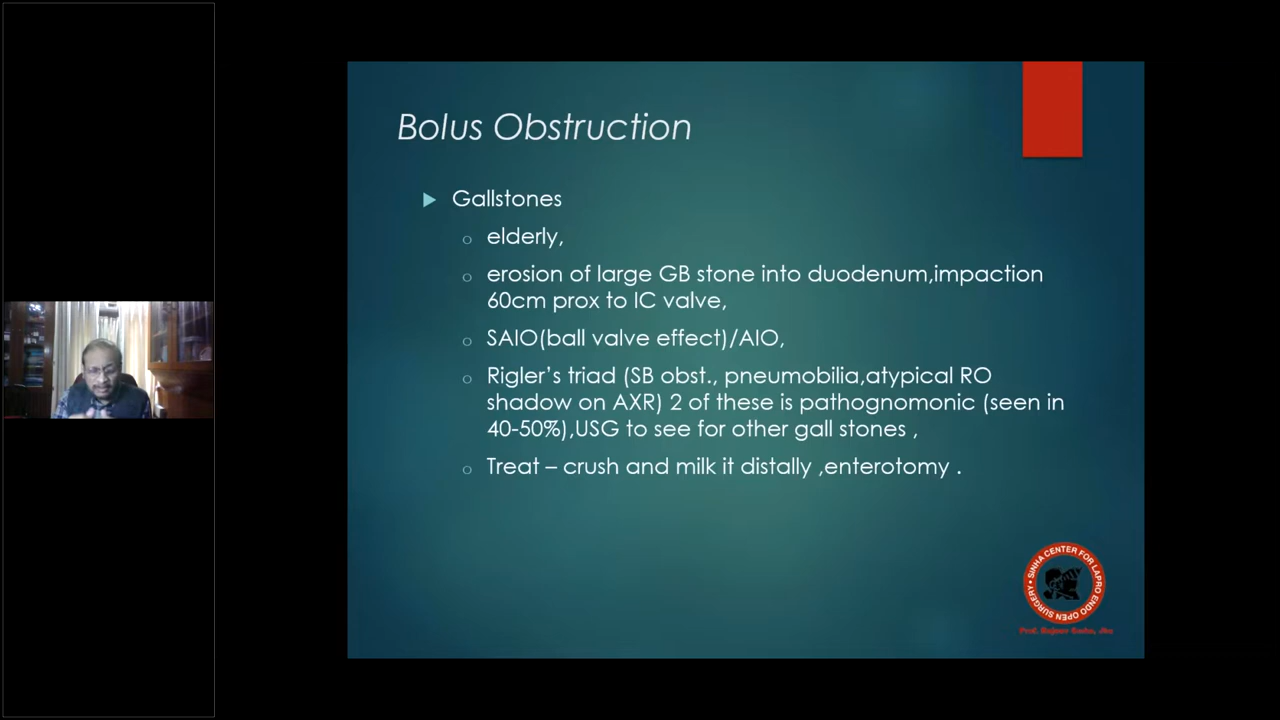 Bolus Obstruction
Gallstones
elderly,
erosion of large GB stone into duodenum,impaction
60cm prox to IC valve,
SAIO(ball valve effect)/AIO,
Rigler’s triad (SB obst., pneumobilia,atypical RO
shadow on AXR) 2 of these is pathognomonic (seen in
40-50%),USG to see for other gall stones ,
Treat – crush and milk it distally ,enterotomy .
SINHA CENTER FOR LAPRO ENDO OPEN SURGERY
Prof.